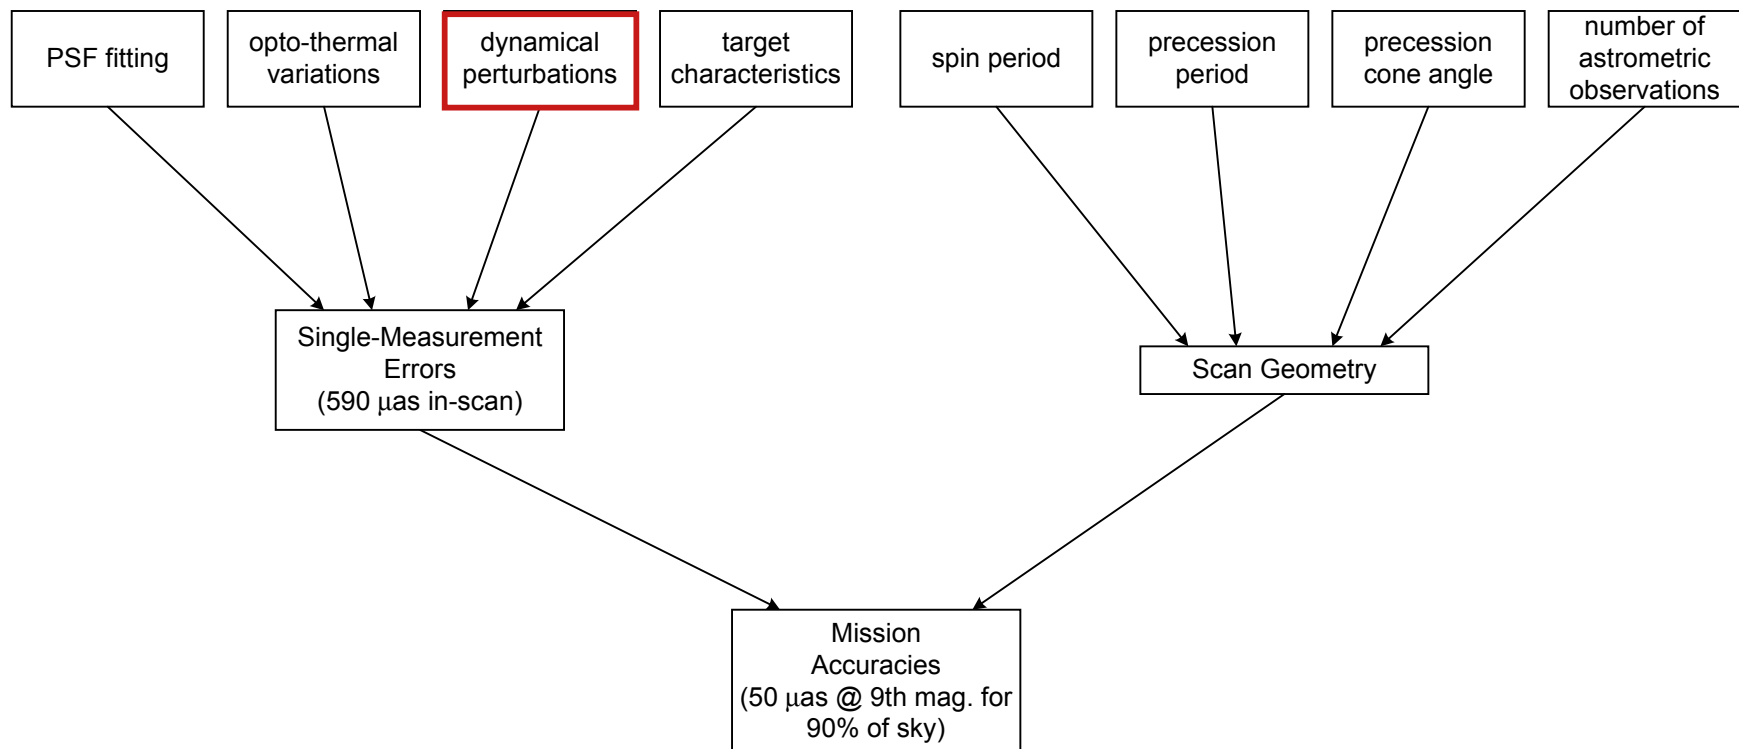 PSF fitting
opto-thermal
variations
dynamical
perturbations
target
characteristics
spin period
precession
period
precession
cone angle
number of
astrometric
observations
Single-Measurement
Errors
(590 μas in-scan)
Scan Geometry
Mission
Accuracies
(50 μas @ 9th mag. for
90% of sky)